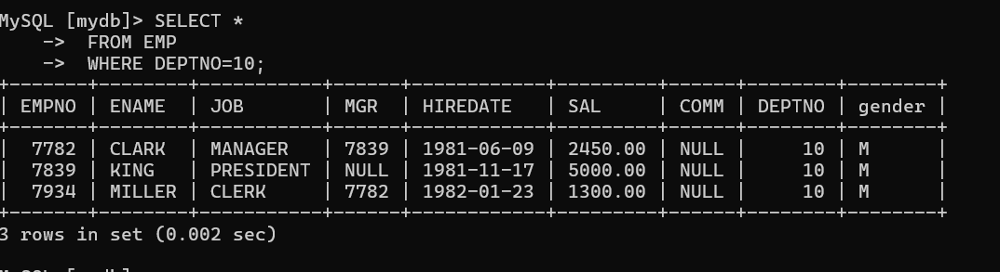 MySQL [mydb]> SELECT *
    ->  FROM EMP
    ->  WHERE DEPTNO=10;
+-------+--------+-----------+------+------------+---------+------+--------+--------+
| EMPNO | ENAME  | JOB       | MGR  | HIREDATE   | SAL     | COMM | DEPTNO | gender |
+-------+--------+-----------+------+------------+---------+------+--------+--------+
|  7782 | CLARK  | MANAGER   | 7839 | 1981-06-09 | 2450.00 | NULL |     10 | M      |
|  7839 | KING   | PRESIDENT | NULL | 1981-11-17 | 5000.00 | NULL |     10 | M      |
|  7934 | MILLER | CLERK     | 7782 | 1982-01-23 | 1300.00 | NULL |     10 | M      |
+-------+--------+-----------+------+------------+---------+------+--------+--------+
3 rows in set (0.002 sec)